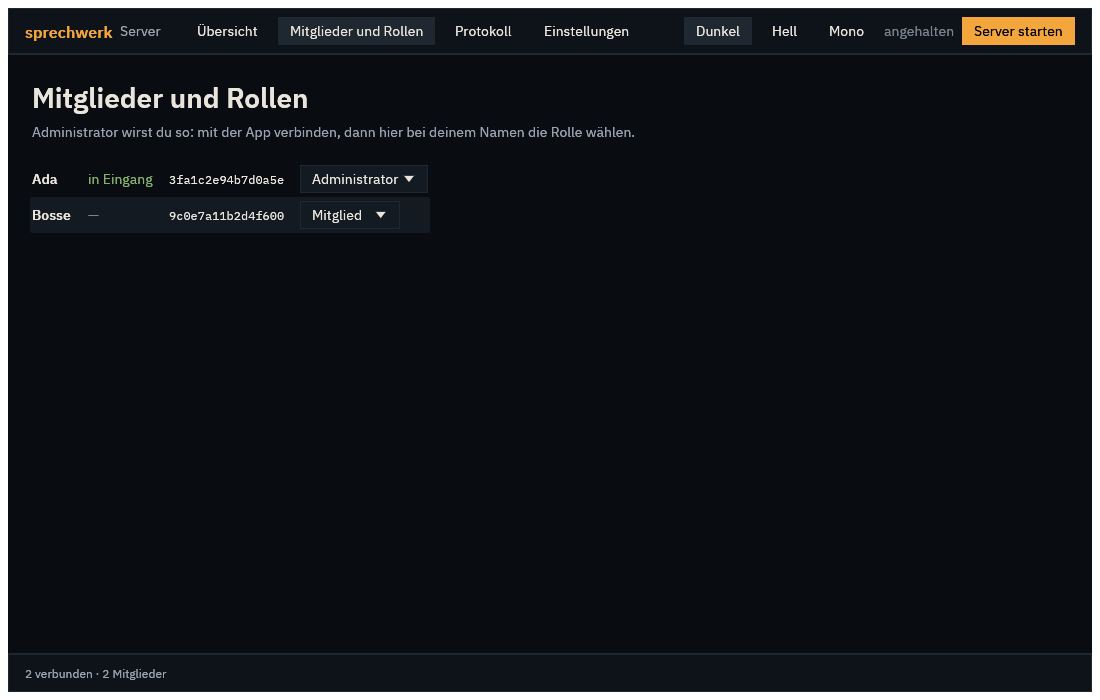 sprechwerk Server Übersicht Mitglieder und Rollen Protokoll Einstellungen Dunkel Hell Mono angehalten Server starten
Mitglieder und Rollen
Administrator wirst du so: mit der App verbinden, dann hier bei deinem Namen die Rolle wählen.
Ada in Eingang 3fa1c2e94b7d0a5e Administrator
Bosse — 9c0e7a11b2d4f600 Mitglied
2 verbunden · 2 Mitglieder